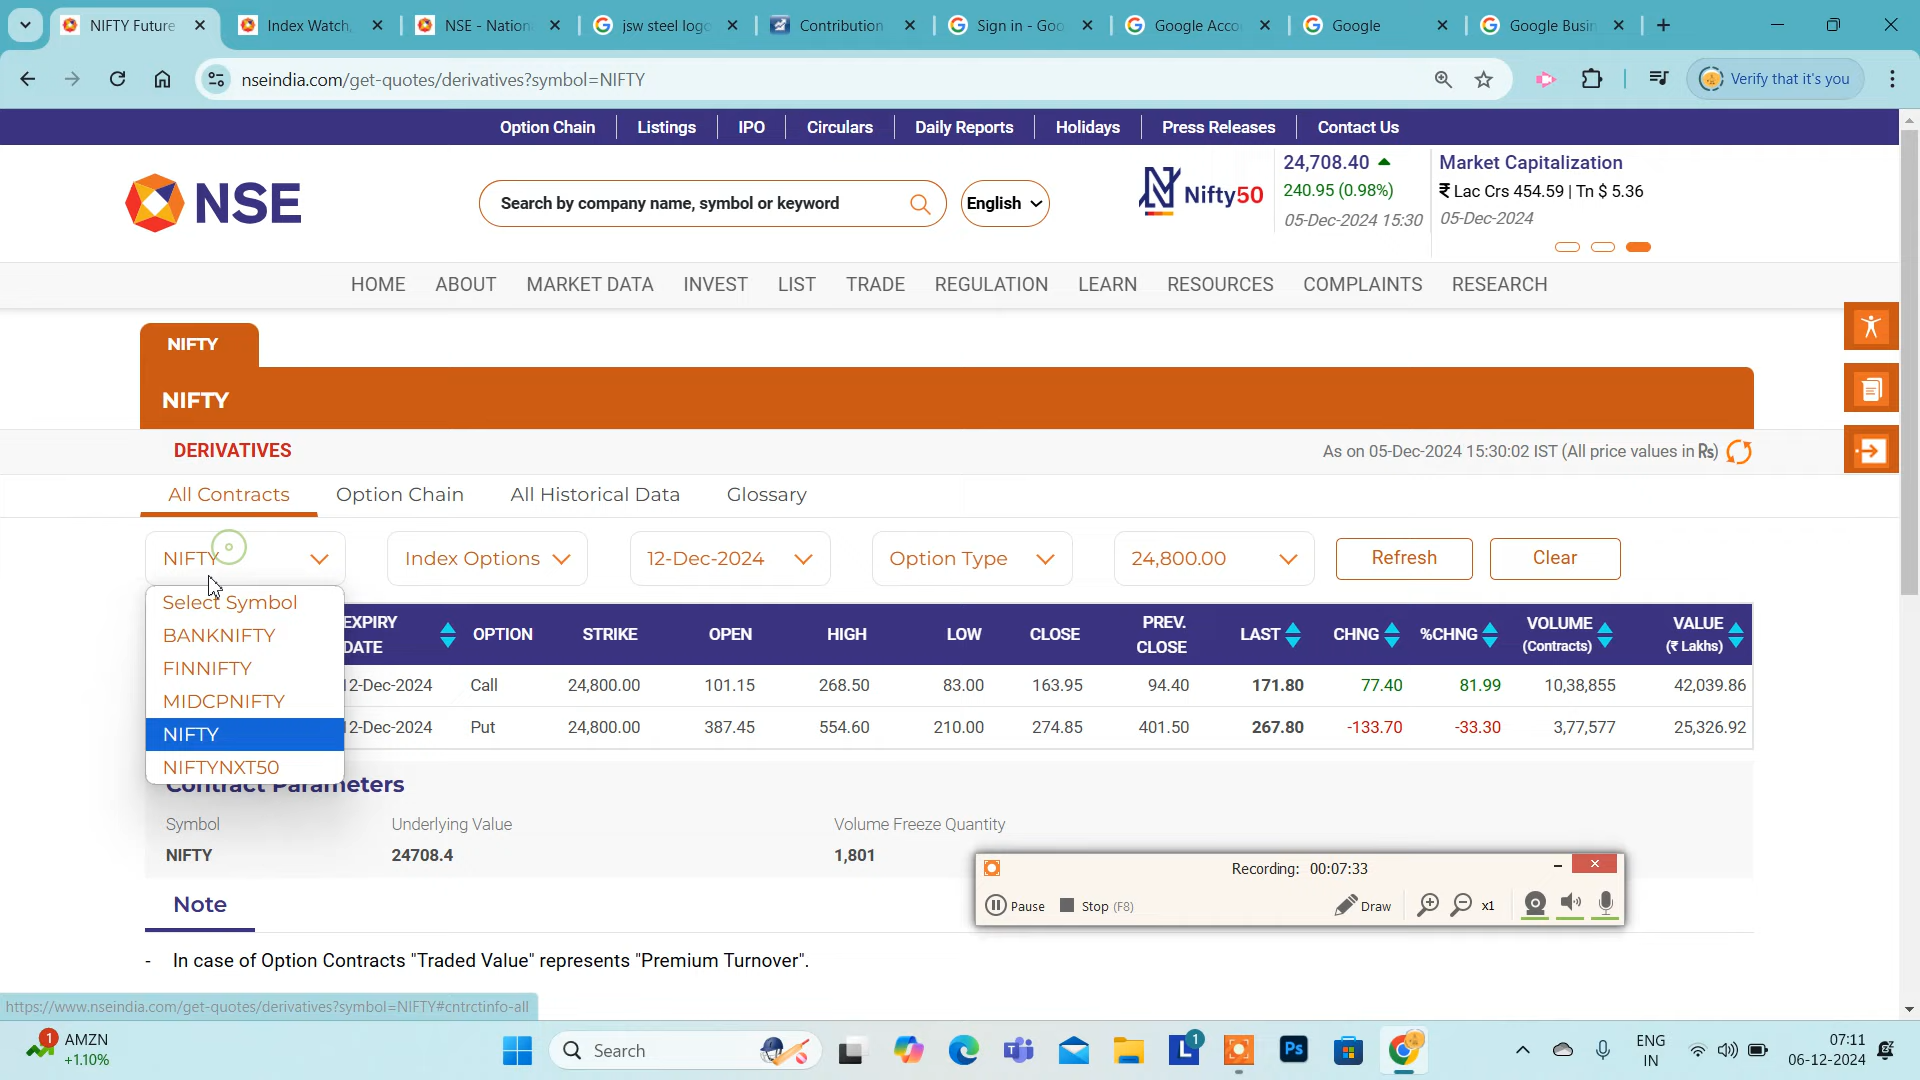 NIFTY Future
Index Watch,
NSE - Nation
jsw steel logo
Contribution
Sign in - Goo
Google Acco
Google
Google Busin
nseindia.com/get-quotes/derivatives?symbol=NIFTY
Verify that it's you
Option Chain
Listings
IPO
Circulars
Daily Reports
Holidays
Press Releases
Contact Us
NSE
Search by company name, symbol or keyword
English
Nifty50
24,708.40
240.95 (0.98%)
05-Dec-2024 15:30
Market Capitalization
₹ Lac Crs 454.59 | Tn $ 5.36
05-Dec-2024
HOME ABOUT MARKET DATA INVEST LIST TRADE REGULATION LEARN RESOURCES COMPLAINTS RESEARCH
NIFTY
NIFTY
DERIVATIVES
As on 05-Dec-2024 15:30:02 IST (All price values in Rs)
All Contracts Option Chain All Historical Data Glossary
NIFTY
Index Options
12-Dec-2024
Option Type
24,800.00
Refresh
Clear
Select Symbol
BANKNIFTY
FINNIFTY
MIDCPNIFTY
NIFTY
NIFTYNXT50
EXPIRY DATE OPTION STRIKE OPEN HIGH LOW CLOSE PREV. CLOSE LAST CHNG %CHNG VOLUME (Contracts) VALUE (₹ Lakhs)
12-Dec-2024 Call 24,800.00 101.15 268.50 83.00 163.95 94.40 171.80 77.40 81.99 10,38,855 42,039.86
12-Dec-2024 Put 24,800.00 387.45 554.60 210.00 274.85 401.50 267.80 -133.70 -33.30 3,77,577 25,326.92
Contract Parameters
Symbol Underlying Value Volume Freeze Quantity
NIFTY 24708.4 1,801
Recording: 00:07:33
Pause Stop (F8) Draw x1
Note
- In case of Option Contracts "Traded Value" represents "Premium Turnover".
https://www.nseindia.com/get-quotes/derivatives?symbol=NIFTY#cntrctinfo-all
1
AMZN
+1.10%
Search
L
1
Ps
ENG
IN
07:11
06-12-2024